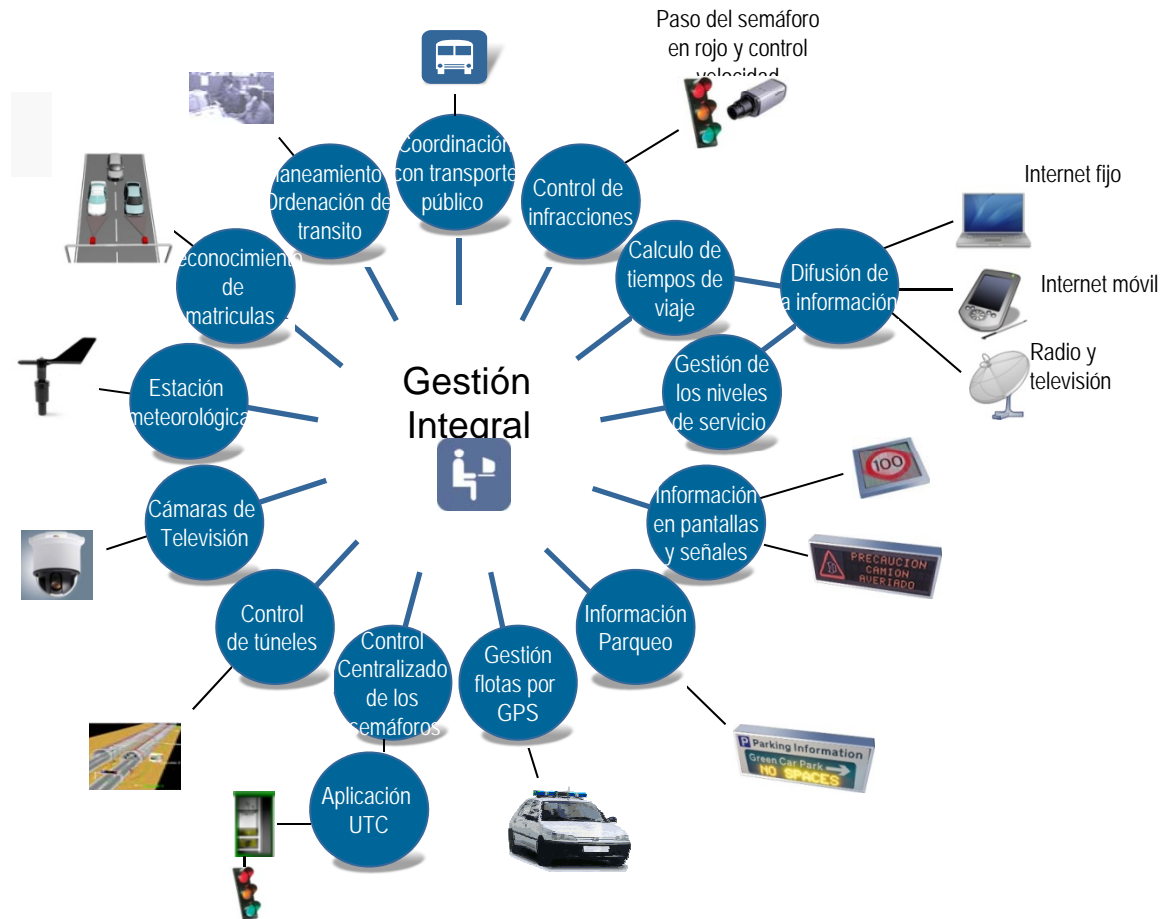 Paso del semáforo
en rojo y control
velocidad
Coordinación
con transporte
público
laneamiento
Ordenación de
transito
Control de
infracciones
Internet fijo
Calculo de
tiempos de
viaje
Difusión de
a información
Internet móvil
econocimiento
de
matriculas
Radio y
televisión
Gestión de
los niveles
de servicio
Gestión
Integral
Estación
meteorológica
100
Información
en pantallas
y señales
Cámaras de
Televisión
PRECAUCION
CAMION
AVERIADO
Control
de túneles
Información
Parqueo
Control
Centralizado
de los
semáforos
Gestión
flotas por
GPS
P Parking Information
Green Car Park
NO SPACES
Aplicación
UTC